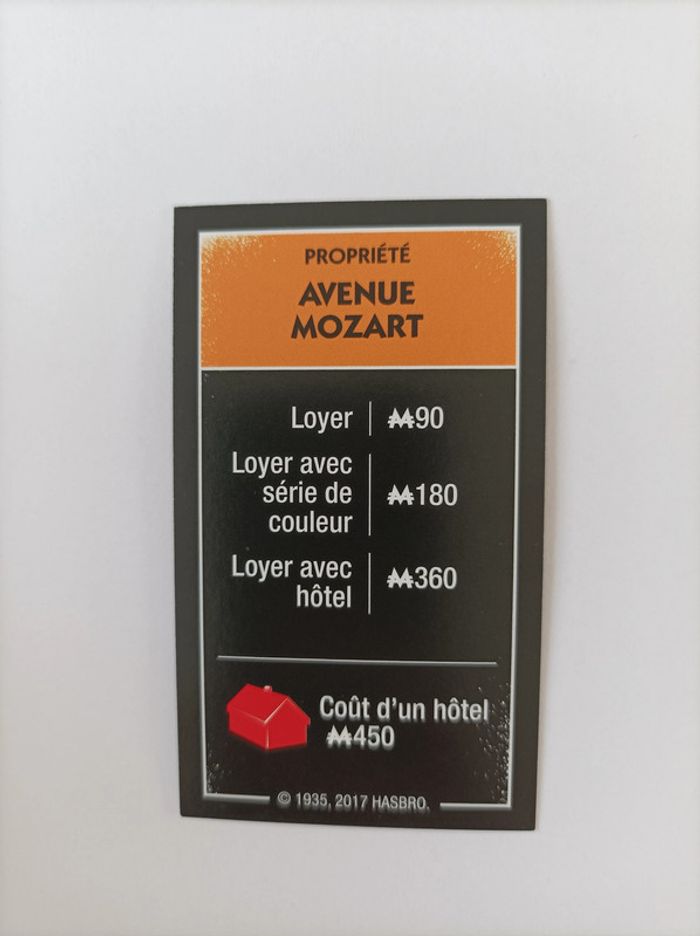 PROPRIÉTÉ
AVENUE
MOZART
Loyer ₩90
Loyer avec
série de
couleur ₩180
Loyer avec
hôtel ₩360
Coût d'un hôtel
₩450
© 1935, 2017 HASBRO.